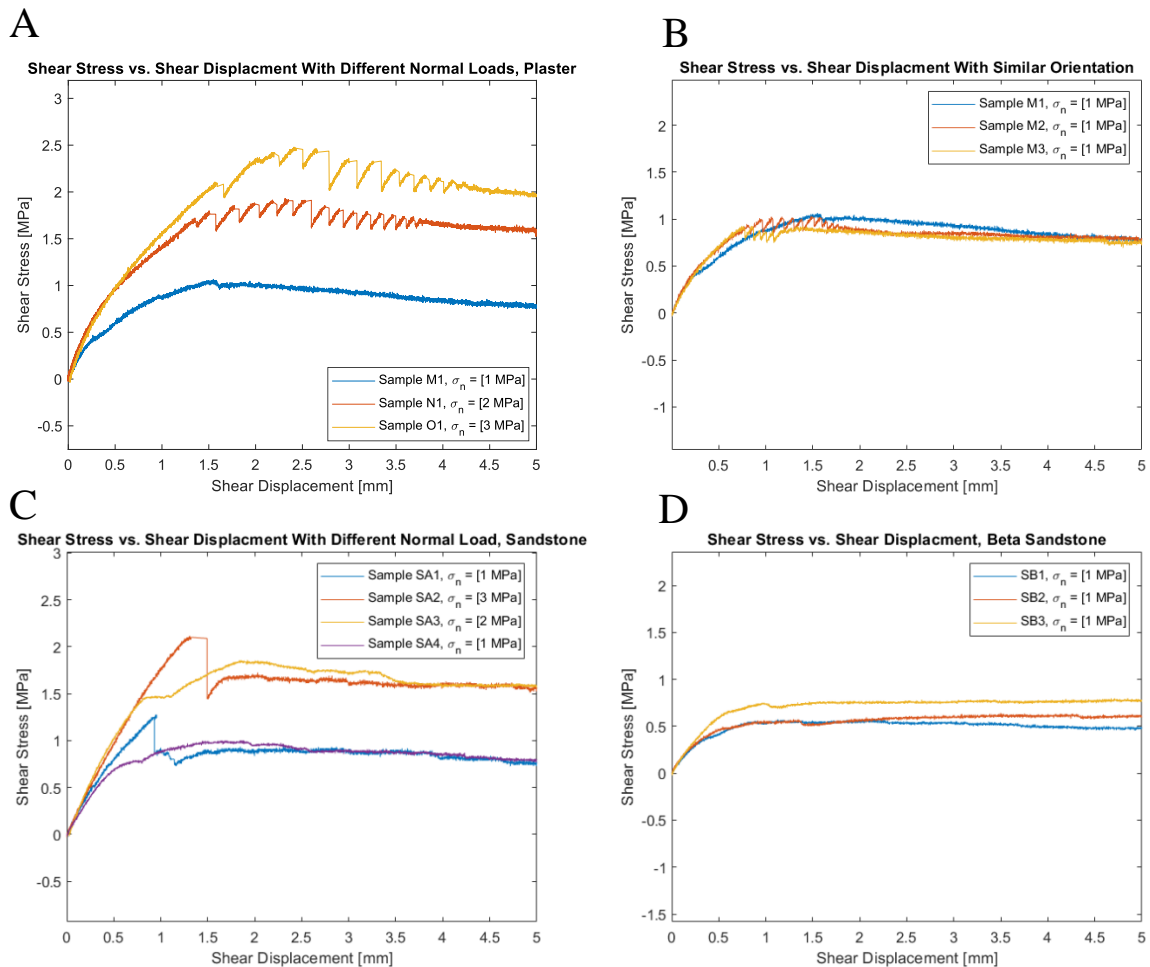 A
Shear Stress vs. Shear Displacment With Different Normal Loads, Plaster
3
2.5
2
1.5
1
0.5
0
-0.5
Shear Stress [MPa]
Sample M1, σn = [1 MPa]
Sample N1, σn = [2 MPa]
Sample O1, σn = [3 MPa]
0 0.5 1 1.5 2 2.5 3 3.5 4 4.5 5
Shear Displacement [mm]
B
Shear Stress vs. Shear Displacment With Similar Orientation
Sample M1, σn = [1 MPa]
Sample M2, σn = [1 MPa]
Sample M3, σn = [1 MPa]
2
1.5
1
0.5
0
-0.5
-1
Shear Stress [MPa]
0.5 1 1.5 2 2.5 3 3.5 4 4.5 5
Shear Displacement [mm]
C
Shear Stress vs. Shear Displacment With Different Normal Load, Sandstone
Sample SA1, σn = [1 MPa]
Sample SA2, σn = [3 MPa]
Sample SA3, σn = [2 MPa]
Sample SA4, σn = [1 MPa]
3
2.5
2
1.5
1
0.5
0
-0.5
Shear Stress [MPa]
0 0.5 1 1.5 2 2.5 3 3.5 4 4.5 5
Shear Displacement [mm]
D
Shear Stress vs. Shear Displacment, Beta Sandstone
SB1, σn = [1 MPa]
SB2, σn = [1 MPa]
SB3, σn = [1 MPa]
2
1.5
1
0.5
0
-0.5
-1
-1.5
Shear Stress [MPa]
0 0.5 1 1.5 2 2.5 3 3.5 4 4.5 5
Shear Displacement [mm]